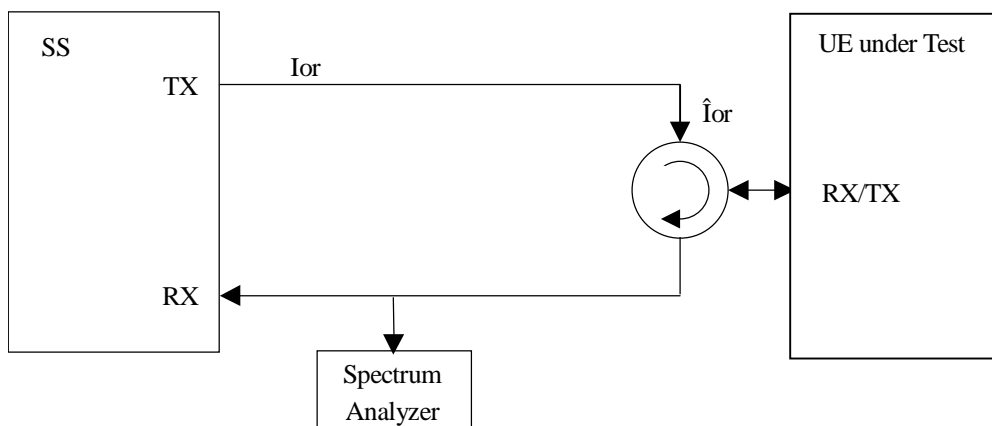 SS
UE under Test
TX
Ior
Îor
RX/TX
RX
Spectrum
Analyzer